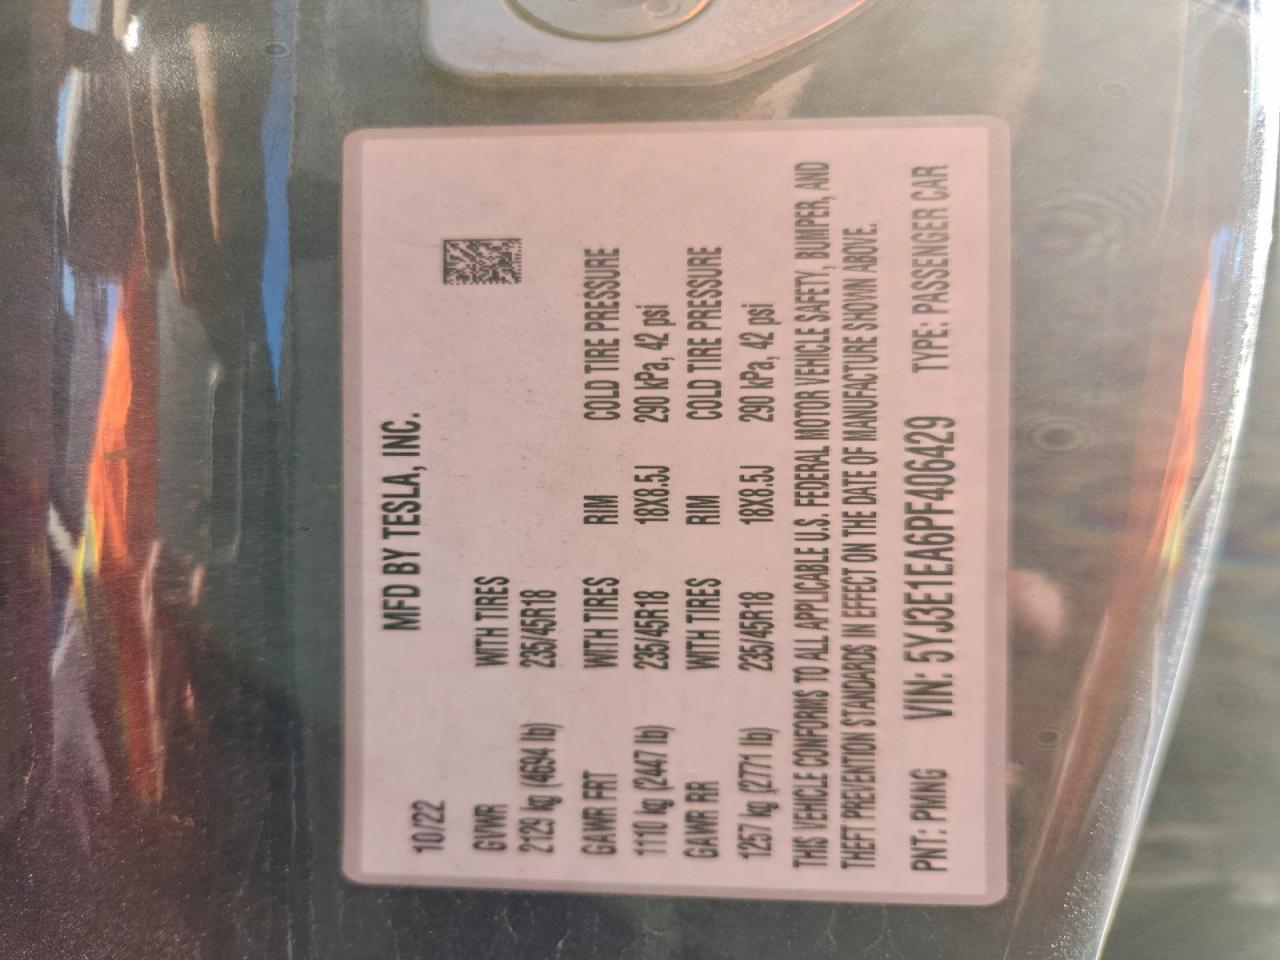 MFD BY TESLA, INC.
10/22
GVWR WITH TIRES
2129 kg (4694 lb) 235/45R18
GAWR FRT WITH TIRES RIM COLD TIRE PRESSURE
1110 kg (2447 lb) 235/45R18 18X8.5J 290 kPa, 42 psi
GAWR RR WITH TIRES RIM COLD TIRE PRESSURE
1257 kg (2771 lb) 235/45R18 18X8.5J 290 kPa, 42 psi
THIS VEHICLE CONFORMS TO ALL APPLICABLE U.S. FEDERAL MOTOR VEHICLE SAFETY, BUMPER, AND
THEFT PREVENTION STANDARDS IN EFFECT ON THE DATE OF MANUFACTURE SHOWN ABOVE.
PNT: PMNG VIN: 5YJ3E1EA6PF406429 TYPE: PASSENGER CAR